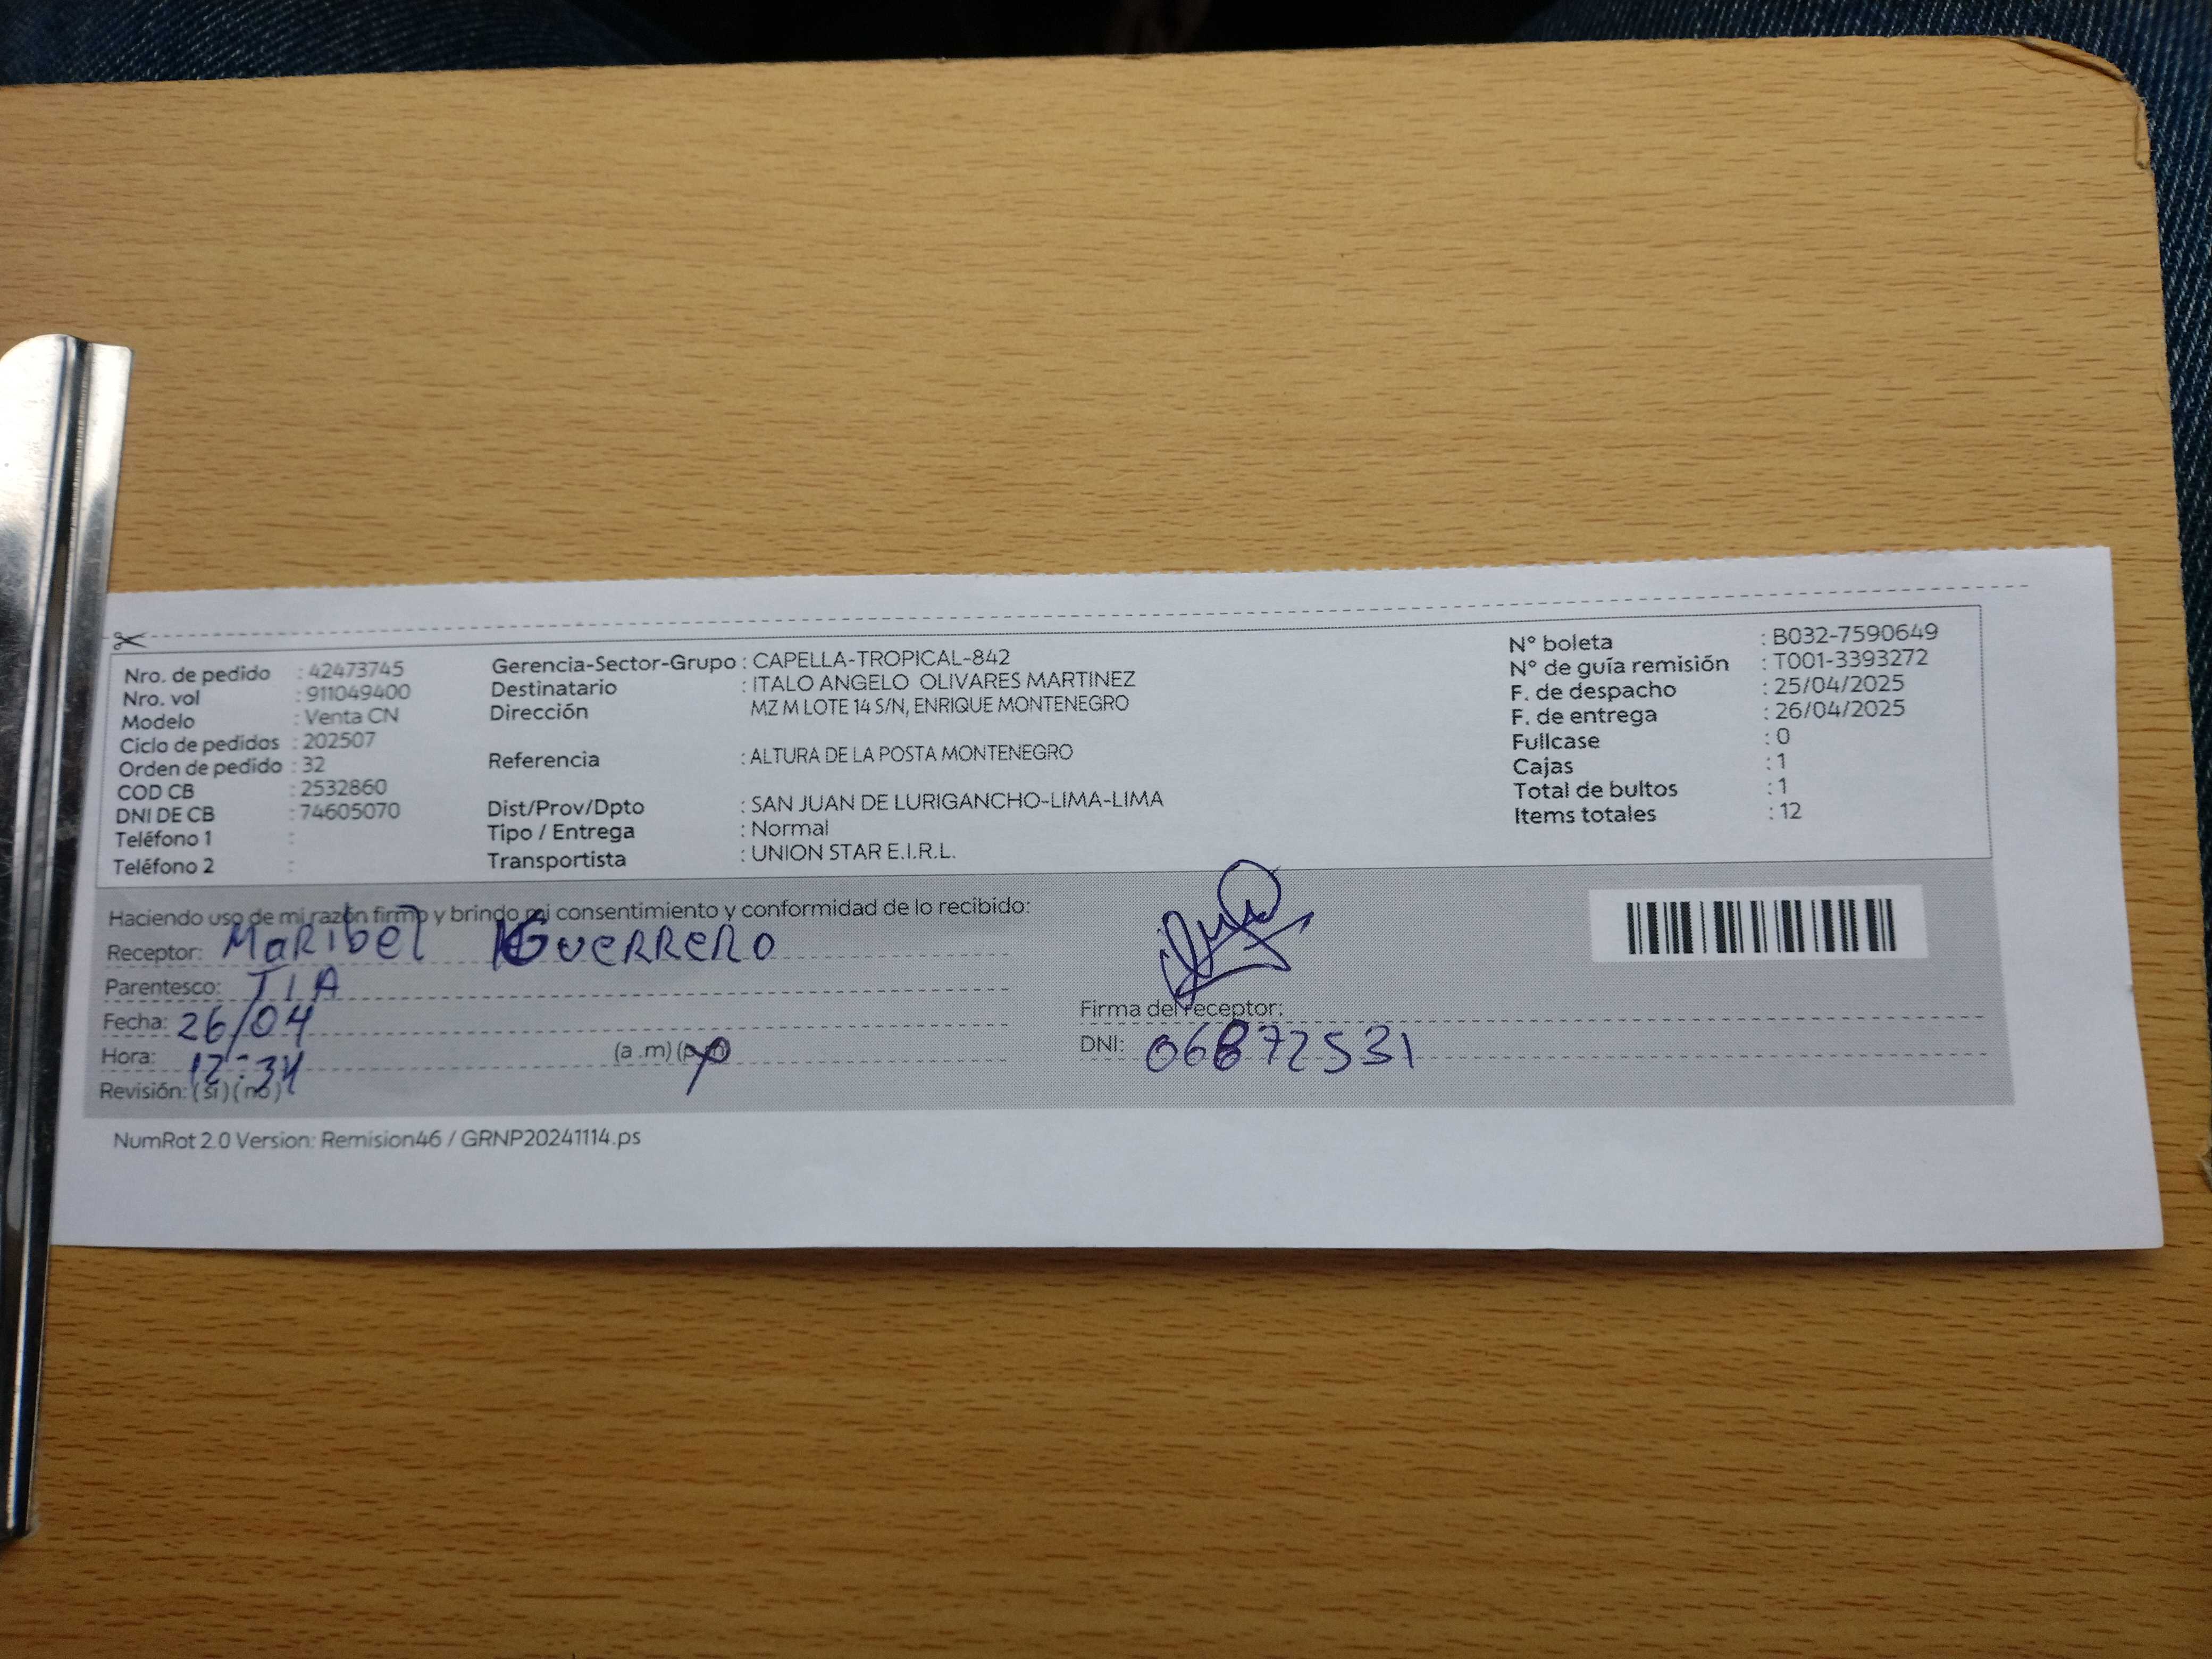 Nro. de pedido : 42473745
Nro. vol : 911049400
Modelo : Venta CN
Ciclo de pedidos : 202507
Orden de pedido : 32
COD CB : 2532860
DNI DE CB : 74605070
Teléfono 1 :
Teléfono 2 :
Gerencia-Sector-Grupo : CAPELLA-TROPICAL-842
Destinatario : ITALO ANGELO OLIVARES MARTINEZ
Dirección MZ M LOTE 14 S/N, ENRIQUE MONTENEGRO
Referencia : ALTURA DE LA POSTA MONTENEGRO
Dist/Prov/Dpto : SAN JUAN DE LURIGANCHO-LIMA-LIMA
Tipo / Entrega : Normal
Transportista : UNION STAR E.I.R.L.
N° boleta : B032-7590649
N° de guía remisión : T001-3393272
F. de despacho : 25/04/2025
F. de entrega : 26/04/2025
Fullcase : 0
Cajas : 1
Total de bultos : 1
Items totales : 12
Haciendo uso de mi razón firmo y brindo mi consentimiento y conformidad de lo recibido:
Receptor: Maribel Guerrero
Parentesco: TIA
Fecha: 26/04
Hora: 12:34 (a.m) (p.m)
Revisión: (si) (no)
Firma del receptor:
DNI: 06872531
NumRot 2.0 Version: Remision46 / GRNP20241114.ps